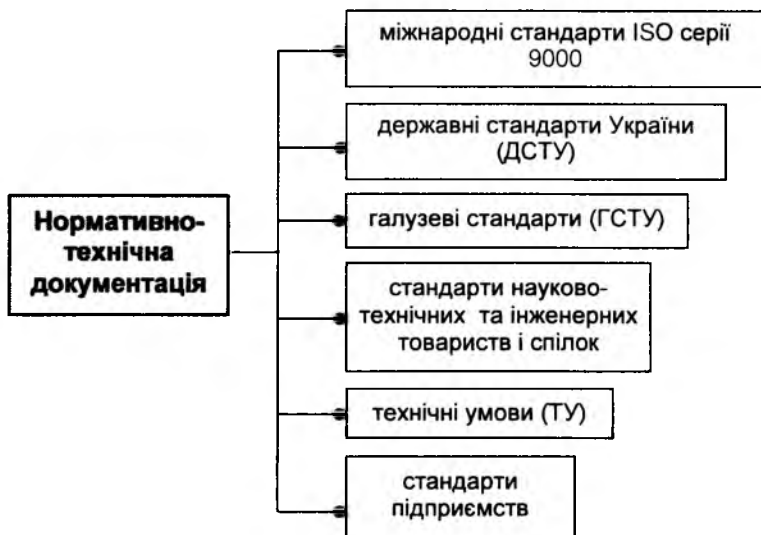 міжнародні стандарти ISO серії
9000
державні стандарти України
(ДСТУ)
Нормативно-
технічна
документація
галузеві стандарти (ГСТУ)
стандарти науково-
технічних та інженерних
товариств і спілок
технічні умови (ТУ)
стандарти
підприємств